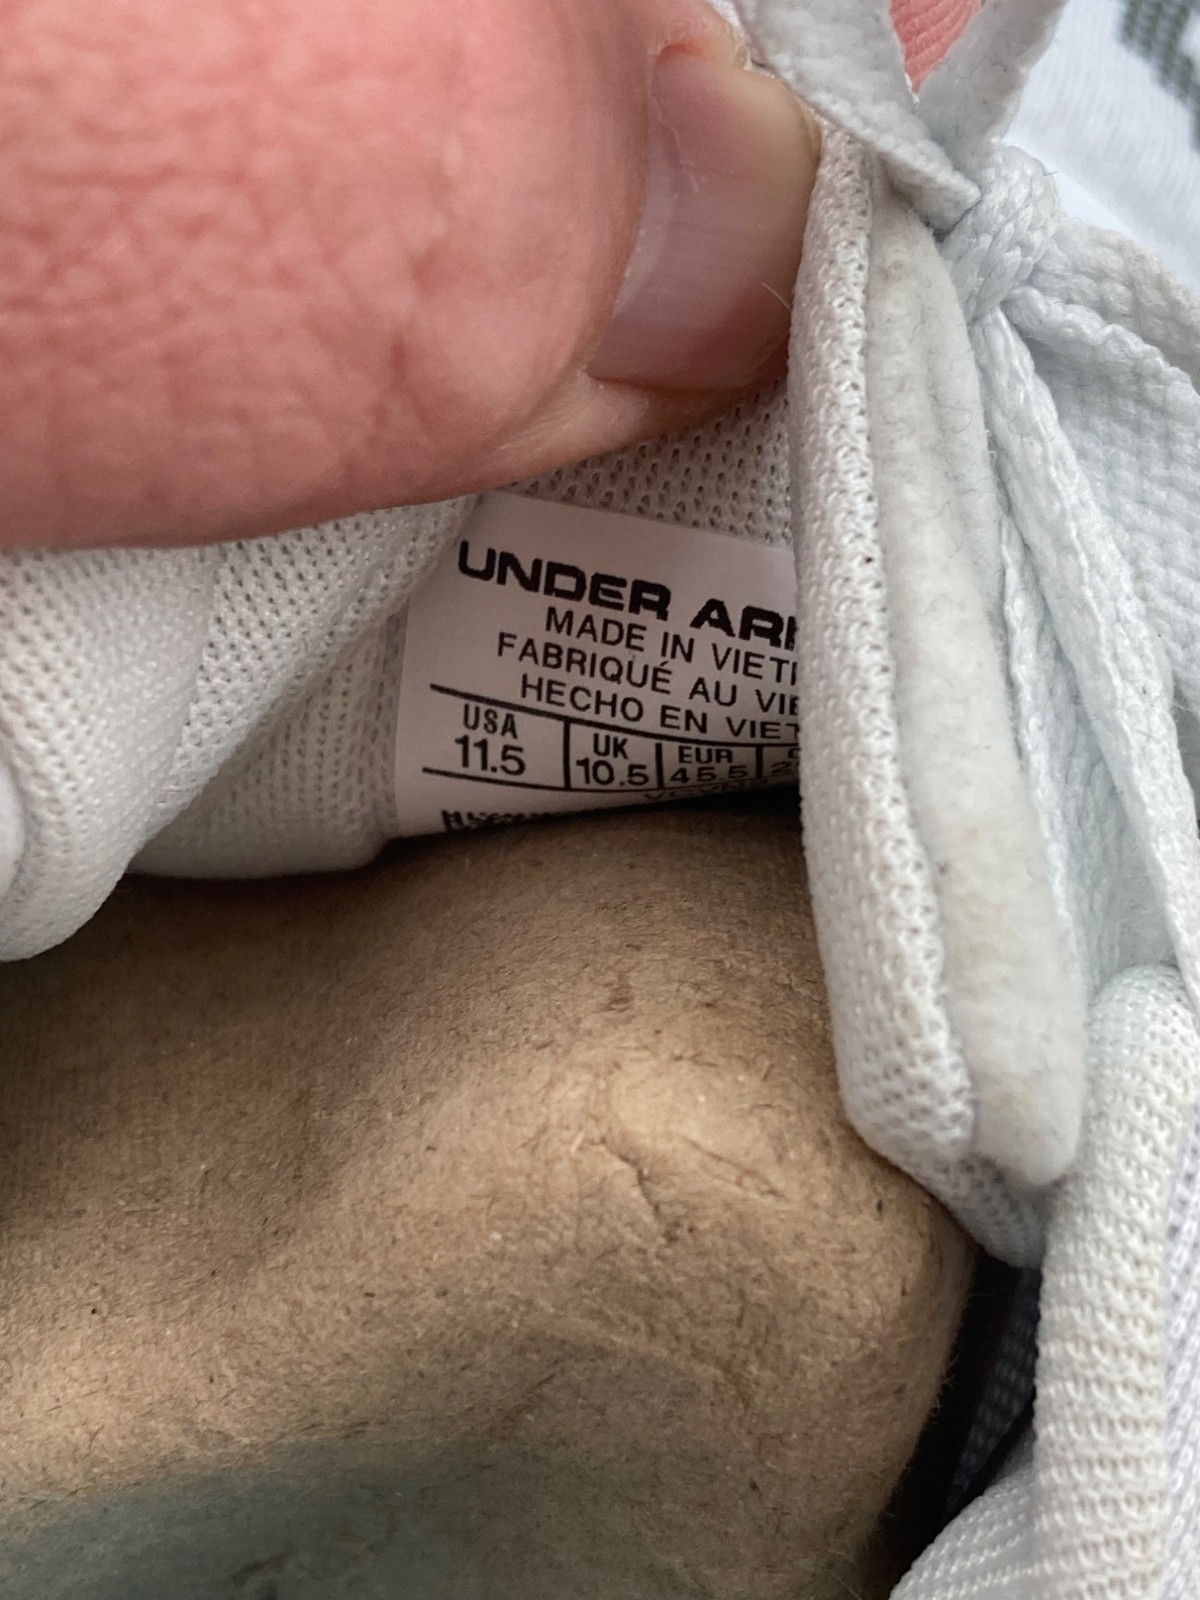 UNDER AR
MADE IN VIET
FABRIQUÉ AU VIE
HECHO EN VIET
USA UK EUR
11.5 10.5 45.5